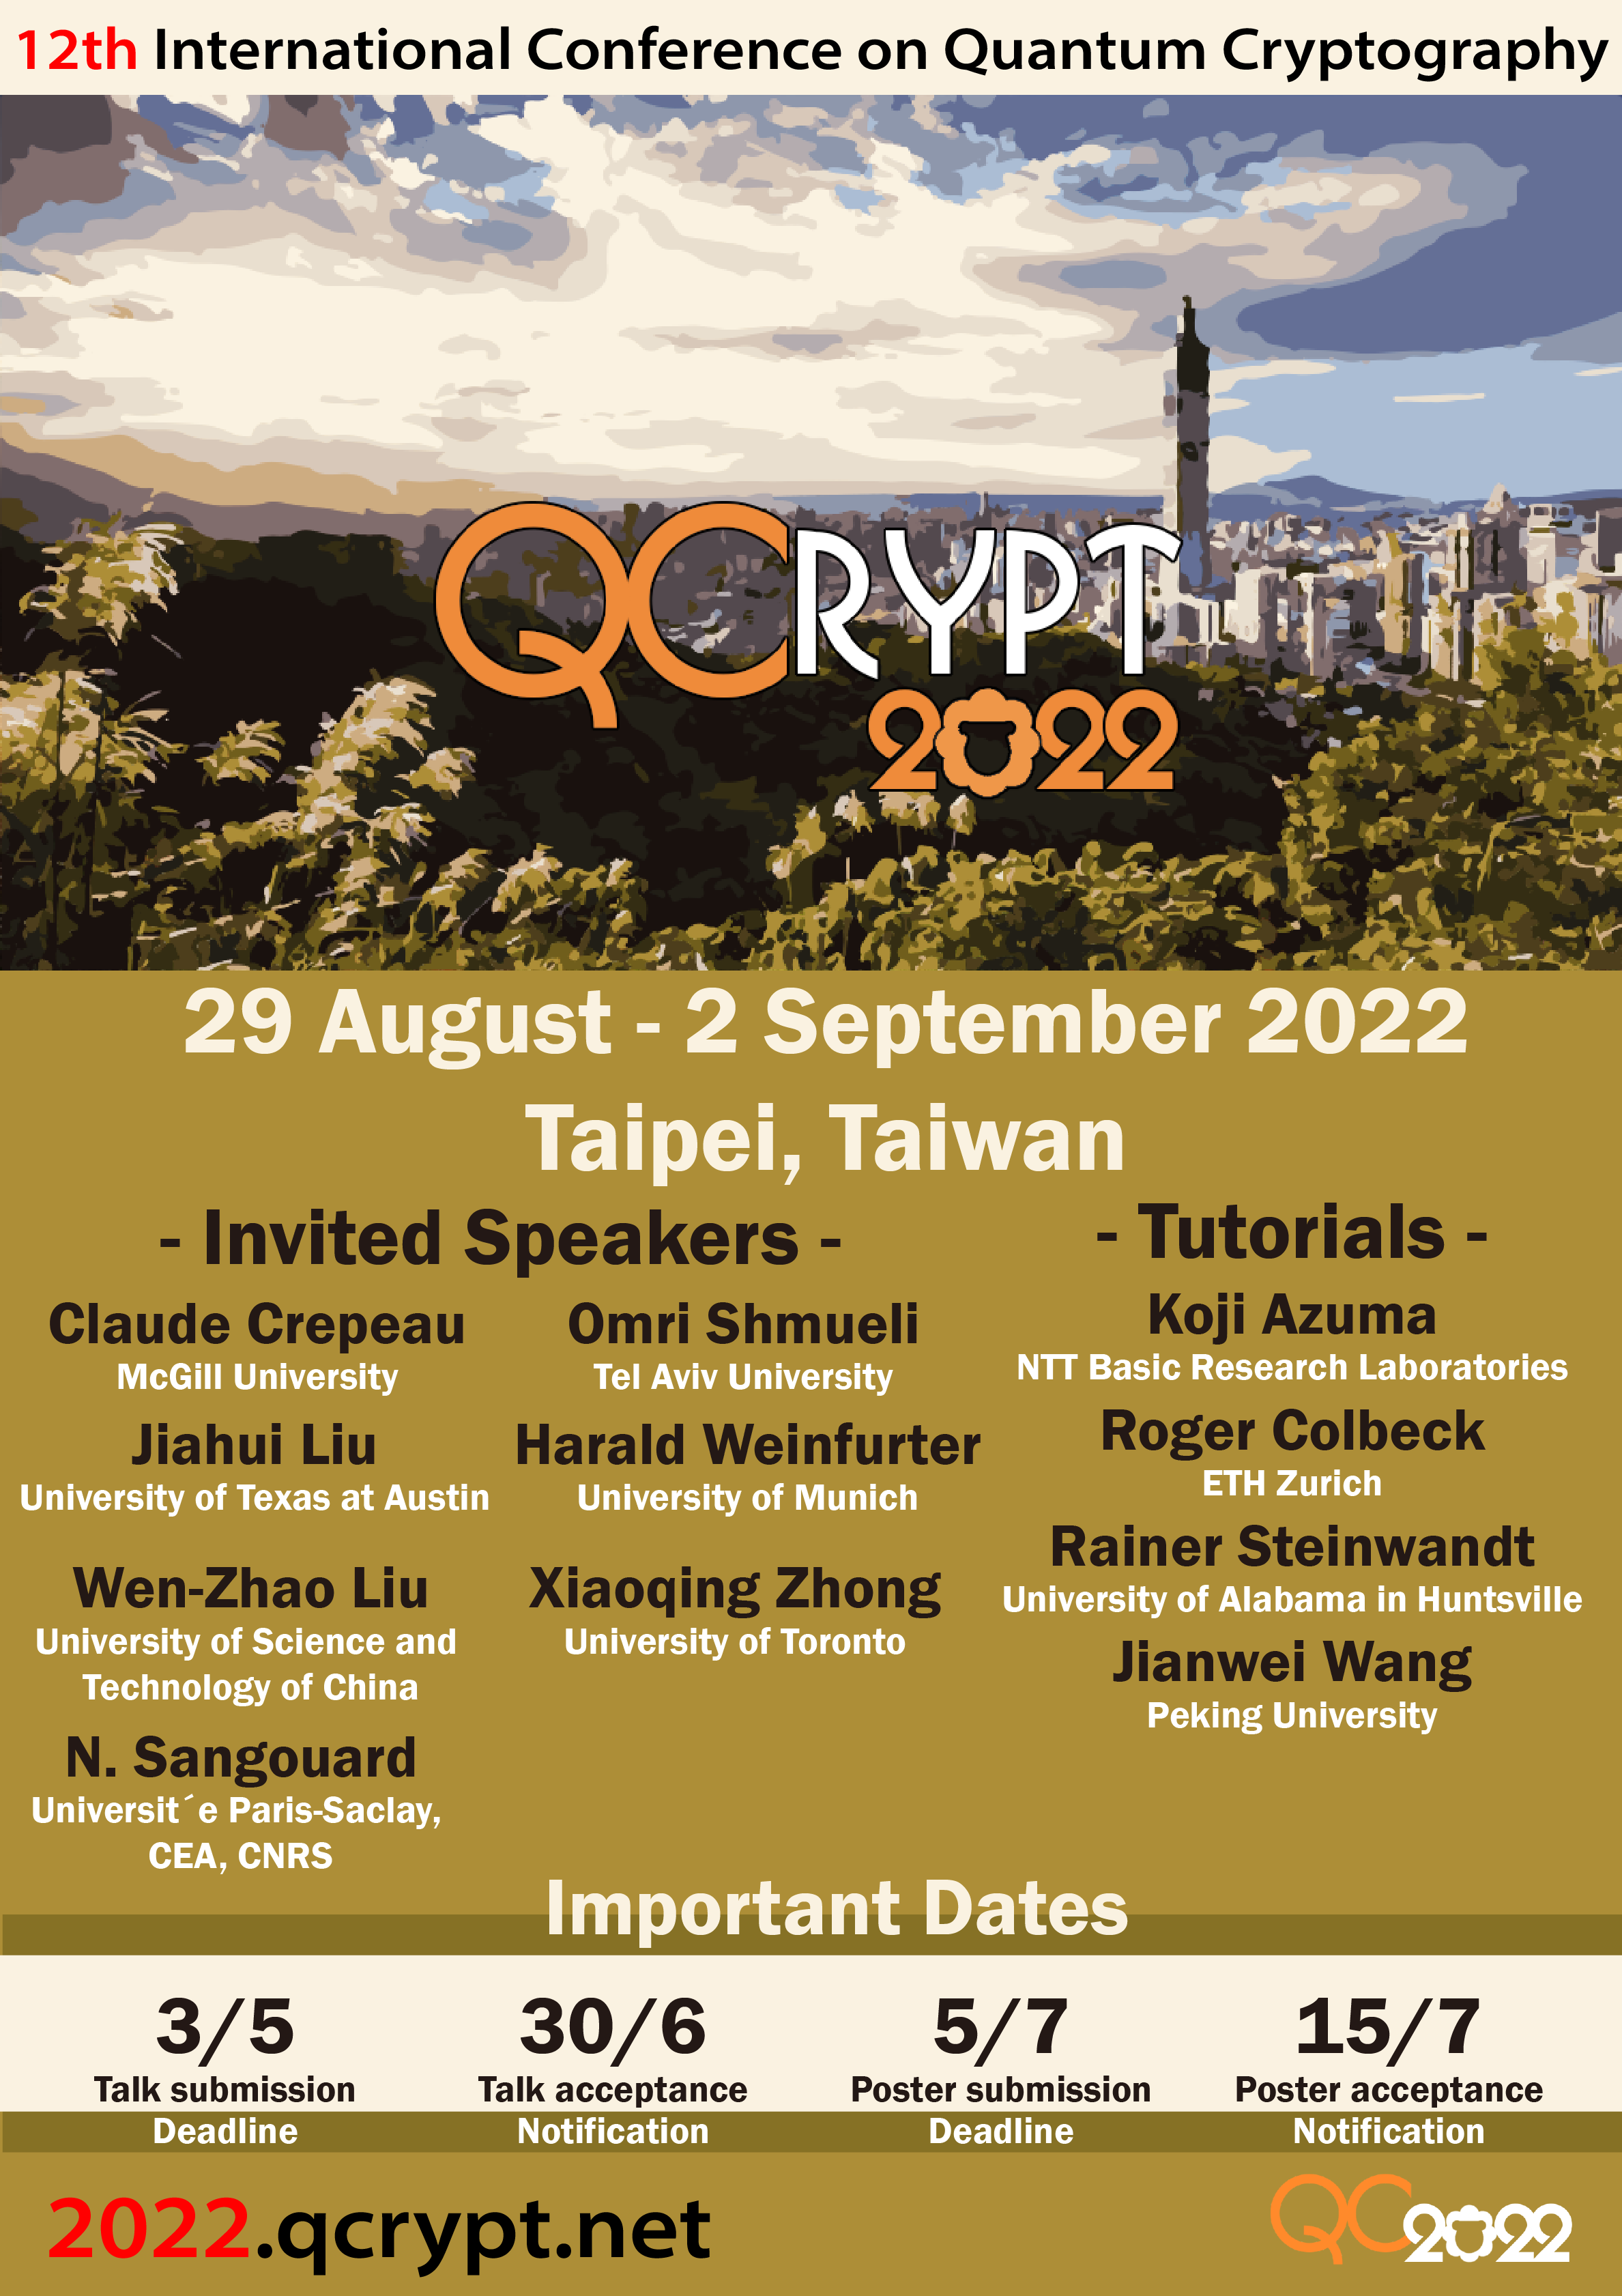 12th International Conference on Quantum Cryptography
QCRYPT
2022
29 August - 2 September 2022
Taipei, Taiwan
- Invited Speakers -
Claude Crepeau
McGill University
Omri Shmueli
Tel Aviv University
Jiahui Liu
University of Texas at Austin
Harald Weinfurter
University of Munich
Wen-Zhao Liu
University of Science and
Technology of China
Xiaoqing Zhong
University of Toronto
N. Sangouard
Universit´e Paris-Saclay,
CEA, CNRS
- Tutorials -
Koji Azuma
NTT Basic Research Laboratories
Roger Colbeck
ETH Zurich
Rainer Steinwandt
University of Alabama in Huntsville
Jianwei Wang
Peking University
Important Dates
3/5
Talk submission
Deadline
30/6
Talk acceptance
Notification
5/7
Poster submission
Deadline
15/7
Poster acceptance
Notification
2022.qcrypt.net
QC2022